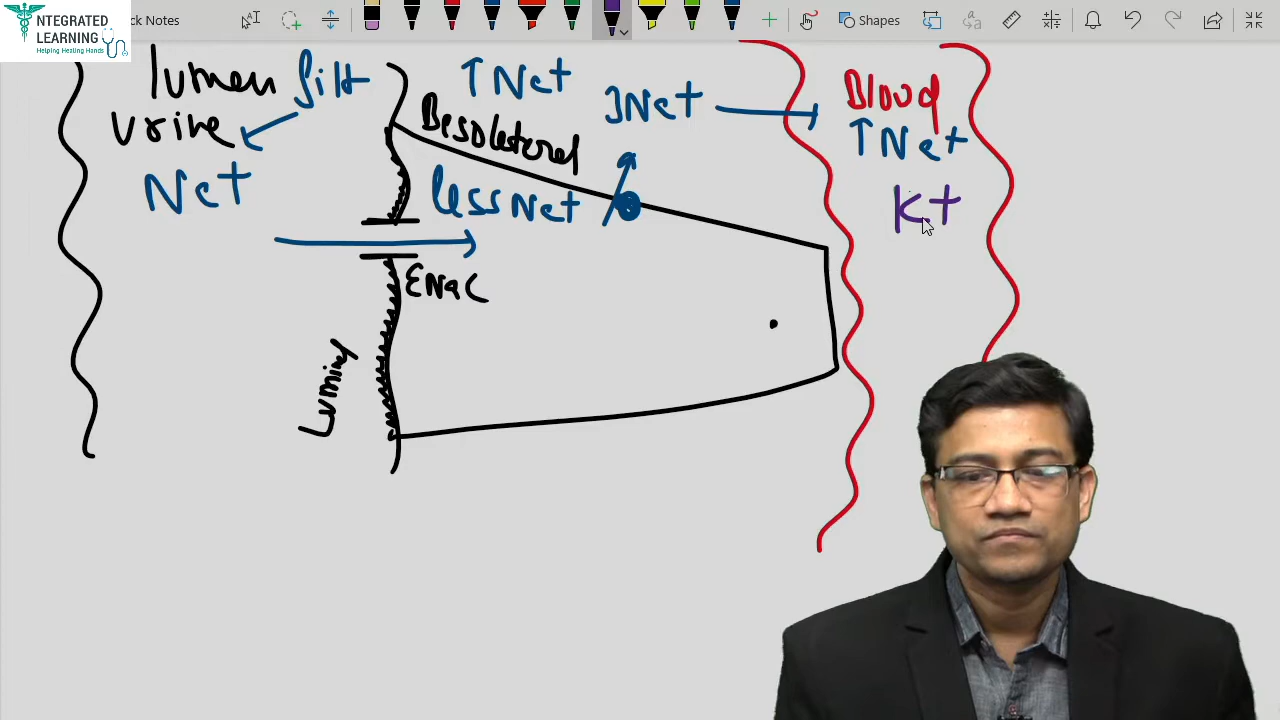 NTEGRATED
LEARNING
Helping Healing Hands
ck Notes
Shapes
lumen filt
urine
Na+
↑Na+
3Na+
Basolateral
less Na+
ENaC
Luminal
Blood
↑Na+
K+